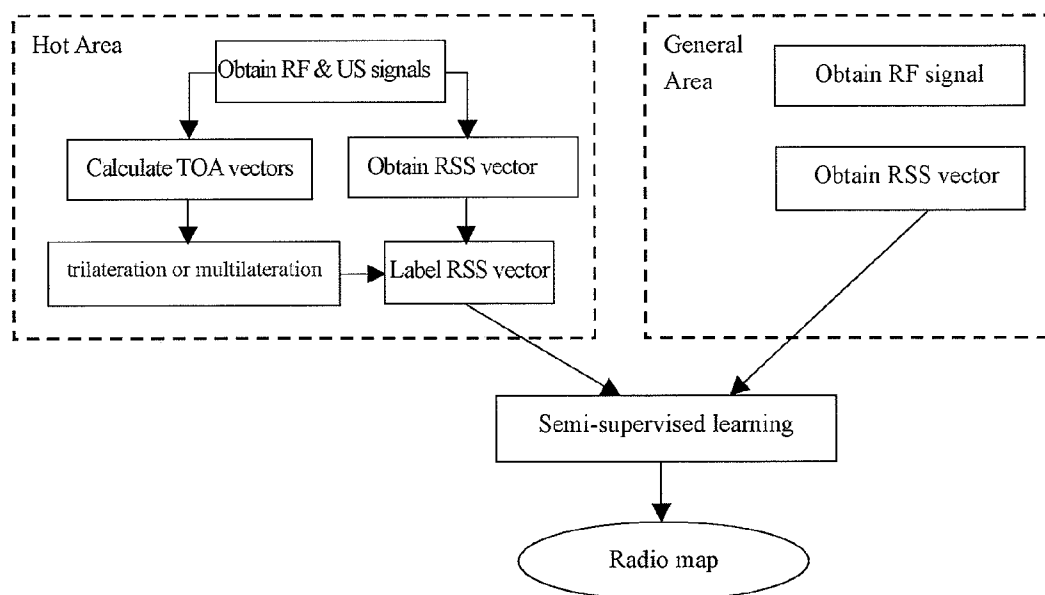 Hot Area
Obtain RF & US signals
Calculate TOA vectors
Obtain RSS vector
trilateration or multilateration
Label RSS vector
General
Area
Obtain RF signal
Obtain RSS vector
Semi-supervised learning
Radio map